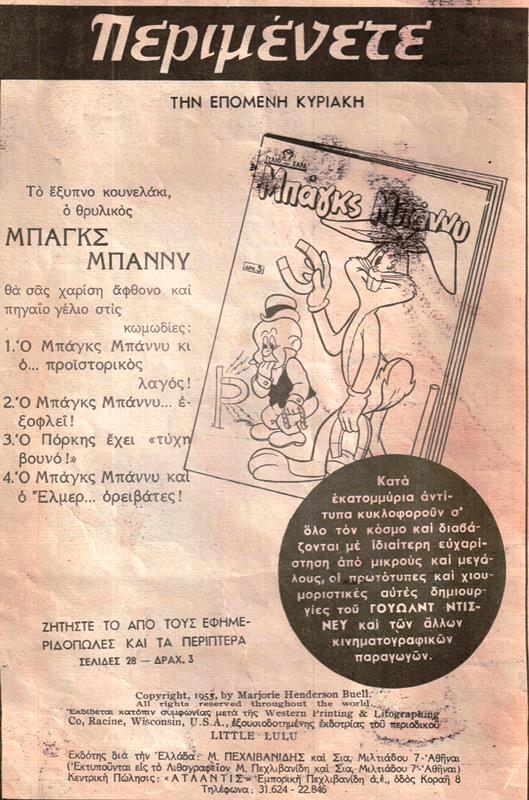 Περιμένετε
ΤΗΝ ΕΠΟΜΕΝΗ ΚΥΡΙΑΚΗ
Τὸ ἔξυπνο κουνελάκι,
ὁ θρυλικὸς
ΜΠΑΓΚΣ
ΜΠΑΝΝΥ
θὰ σᾶς χαρίση ἄφθονο καὶ
πηγαῖο γέλιο στὶς
κωμωδίες:
1. Ὁ Μπάγκς Μπάννυ κι
ὁ... προϊστορικὸς
λαγός!
2. Ὁ Μπάγκς Μπάννυ... ἐ-
ξοφλεῖ!
3. Ὁ Πόρκης ἔχει «τύχη
βουνό!»
4. Ὁ Μπάγκς Μπάννυ καὶ
ὁ Ἔλμερ... ὀρειβάτες!
Μπάγκς Μπάννυ
Κατὰ
ἑκατομμύρια ἀντί-
τυπα κυκλοφοροῦν σ'
ὅλο τὸν κόσμο καὶ διαβά-
ζονται μὲ ἰδιαίτερη εὐχαρί-
στηση ἀπὸ μικροὺς καὶ μεγά-
λους, οἱ πρωτότυπες καὶ χιου-
μοριστικὲς αὐτὲς δημιουρ-
γίες τοῦ ΓΟΥΩΛΝΤ ΝΤΙΣ-
ΝΕΥ καὶ τῶν ἄλλων
κινηματογραφικῶν
παραγωγῶν.
ΖΗΤΗΣΤΕ ΤΟ ΑΠΟ ΤΟΥΣ ΕΦΗΜΕ-
ΡΙΔΟΠΩΛΕΣ ΚΑΙ ΤΑ ΠΕΡΙΠΤΕΡΑ
ΣΕΛΙΔΕΣ 28 — ΔΡΑΧ. 3
Copyright, 1955, by Marjorie Henderson Buell.
All rights reserved throughout the world.
Ἐκδίδεται κατόπιν συμφωνίας μετὰ τῆς Western Printing & Litographing
Co, Racine, Wisconsin, U.S.A., ἐξουσιοδοτημένης ἐκδοτρίας τοῦ περιοδικοῦ
LITTLE LULU
Ἐκδότης διὰ τὴν Ἑλλάδα: Μ. ΠΕΧΛΙΒΑΝΙΔΗΣ καὶ Σια, Μιλτιάδου 7 - Ἀθῆναι
(Ἐκτυποῦνται εἰς τὸ Λιθογραφεῖον Μ. Πεχλιβανίδη καὶ Σια, Μιλτιάδου 7 - Ἀθῆναι)
Κεντρικὴ Πώλησις: «ΑΤΛΑΝΤΙΣ» Ἐμπορικὴ Πεχλιβανίδη ἀ.ἐ., ὁδὸς Κοραῆ 8
Τηλέφωνα: 31.624 - 22.846